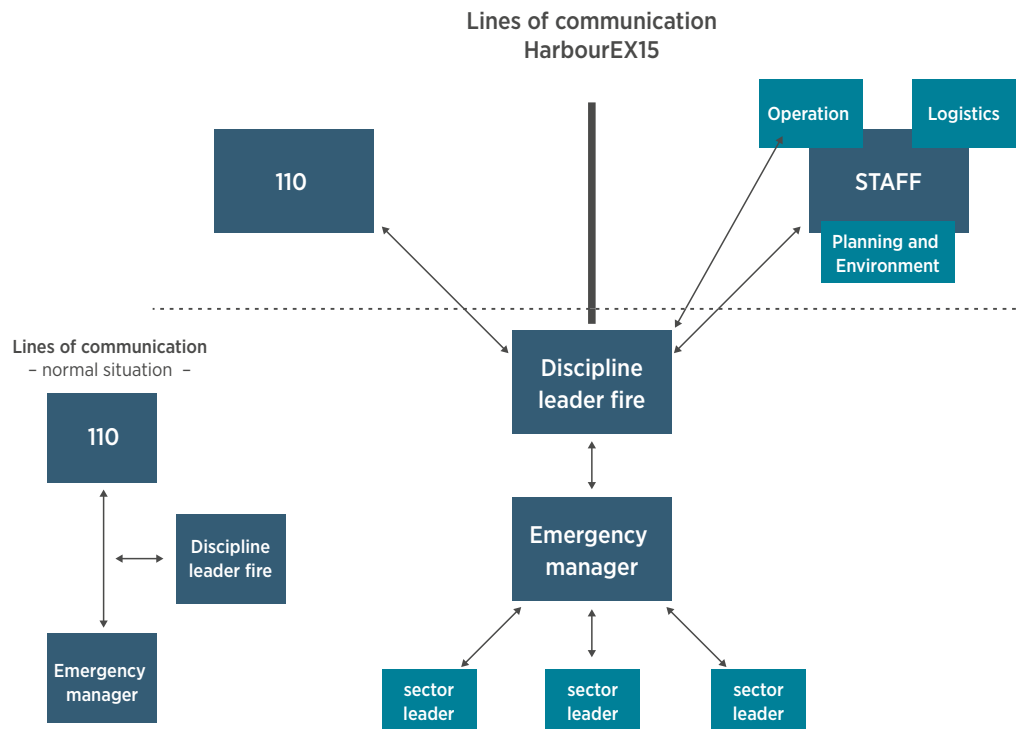 Lines of communication
HarbourEX15
Operation
Logistics
110
STAFF
Planning and
Environment
Lines of communication
– normal situation –
110
Discipline
leader fire
Emergency
manager
Discipline
leader fire
Emergency
manager
sector
leader
sector
leader
sector
leader